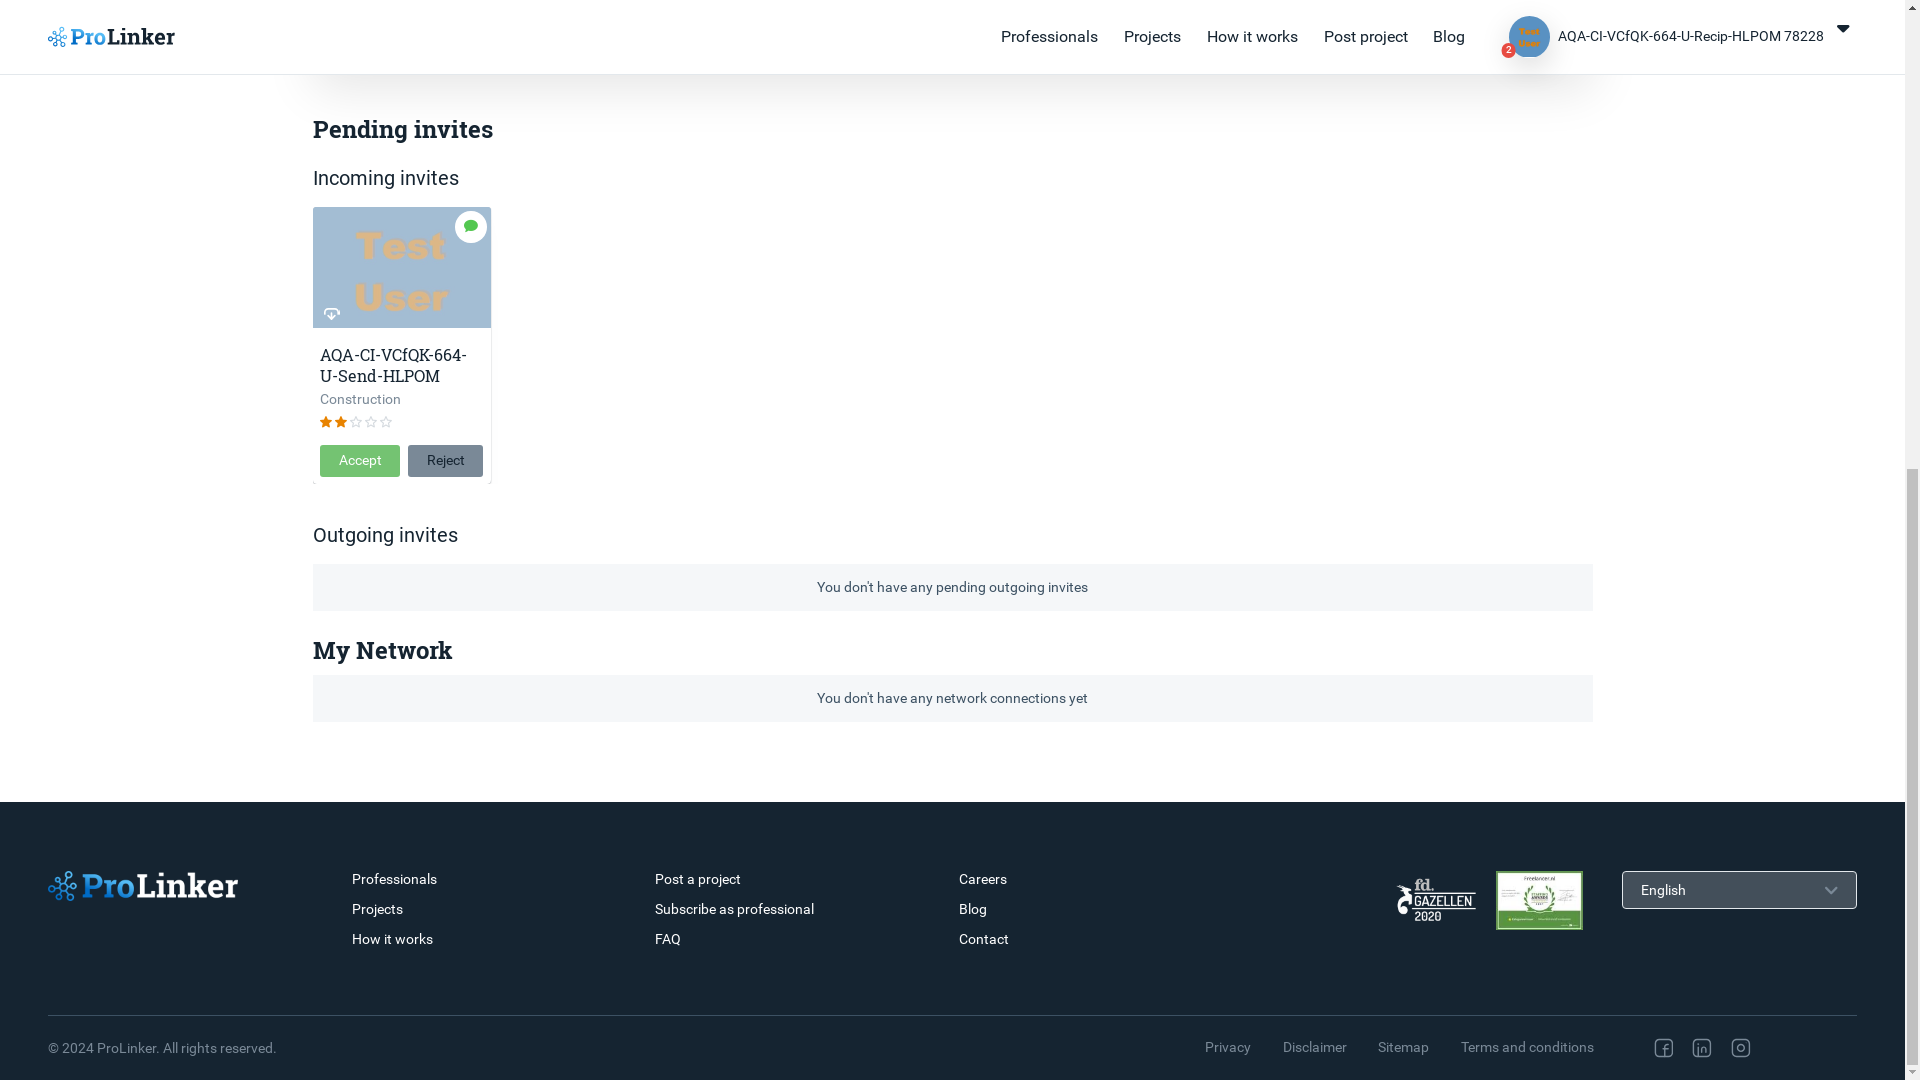 ProLinker
Professionals
Projects
How it works
Post project
Blog
Test
User
2
AQA-CI-VCfQK-664-U-Recip-HLPOM 78228
Pending invites
Incoming invites
Test
User
AQA-CI-VCfQK-664-
U-Send-HLPOM
Construction
Accept
Reject
Outgoing invites
You don't have any pending outgoing invites
My Network
You don't have any network connections yet
ProLinker
Professionals
Projects
How it works
Post a project
Subscribe as professional
FAQ
Careers
Blog
Contact
fd.
GAZELLEN
2020
Freelancer.nl
English
© 2024 ProLinker. All rights reserved.
Privacy
Disclaimer
Sitemap
Terms and conditions